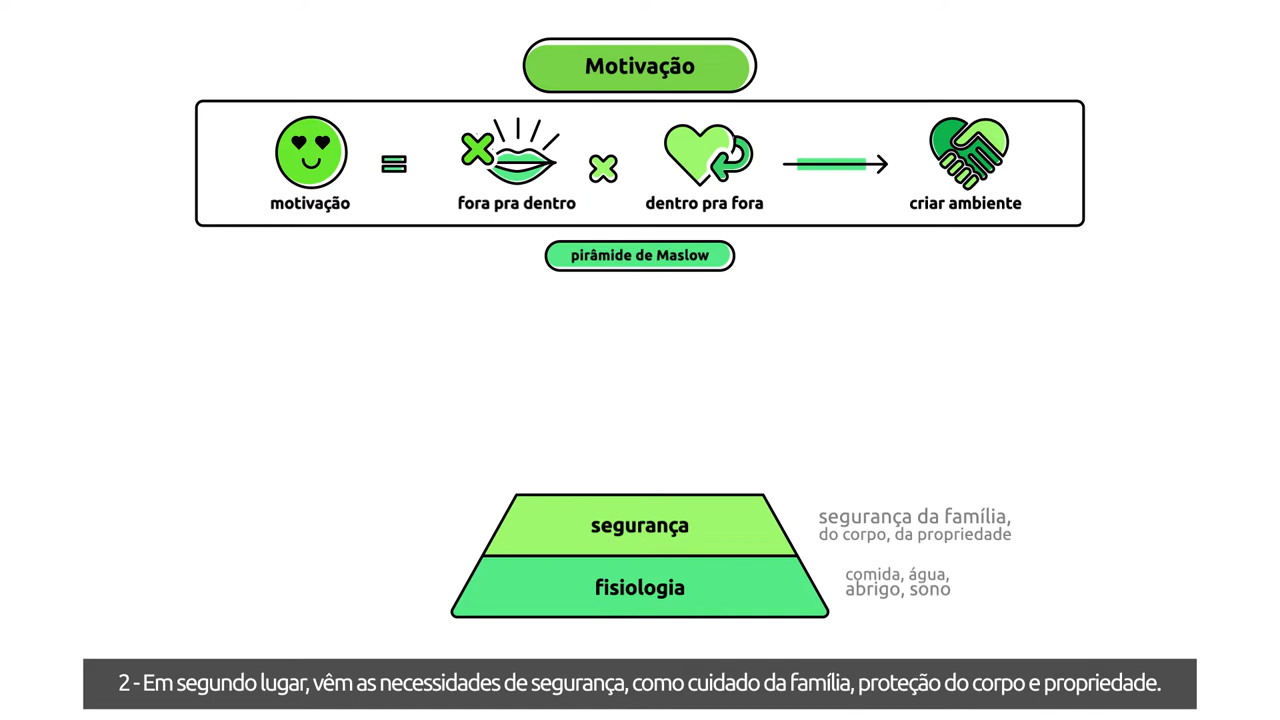 Motivação
motivação
fora pra dentro
dentro pra fora
criar ambiente
pirâmide de Maslow
segurança
segurança da família,
do corpo, da propriedade
fisiologia
comida, água,
abrigo, sono
2 - Em segundo lugar, vêm as necessidades de segurança, como cuidado da família, proteção do corpo e propriedade.